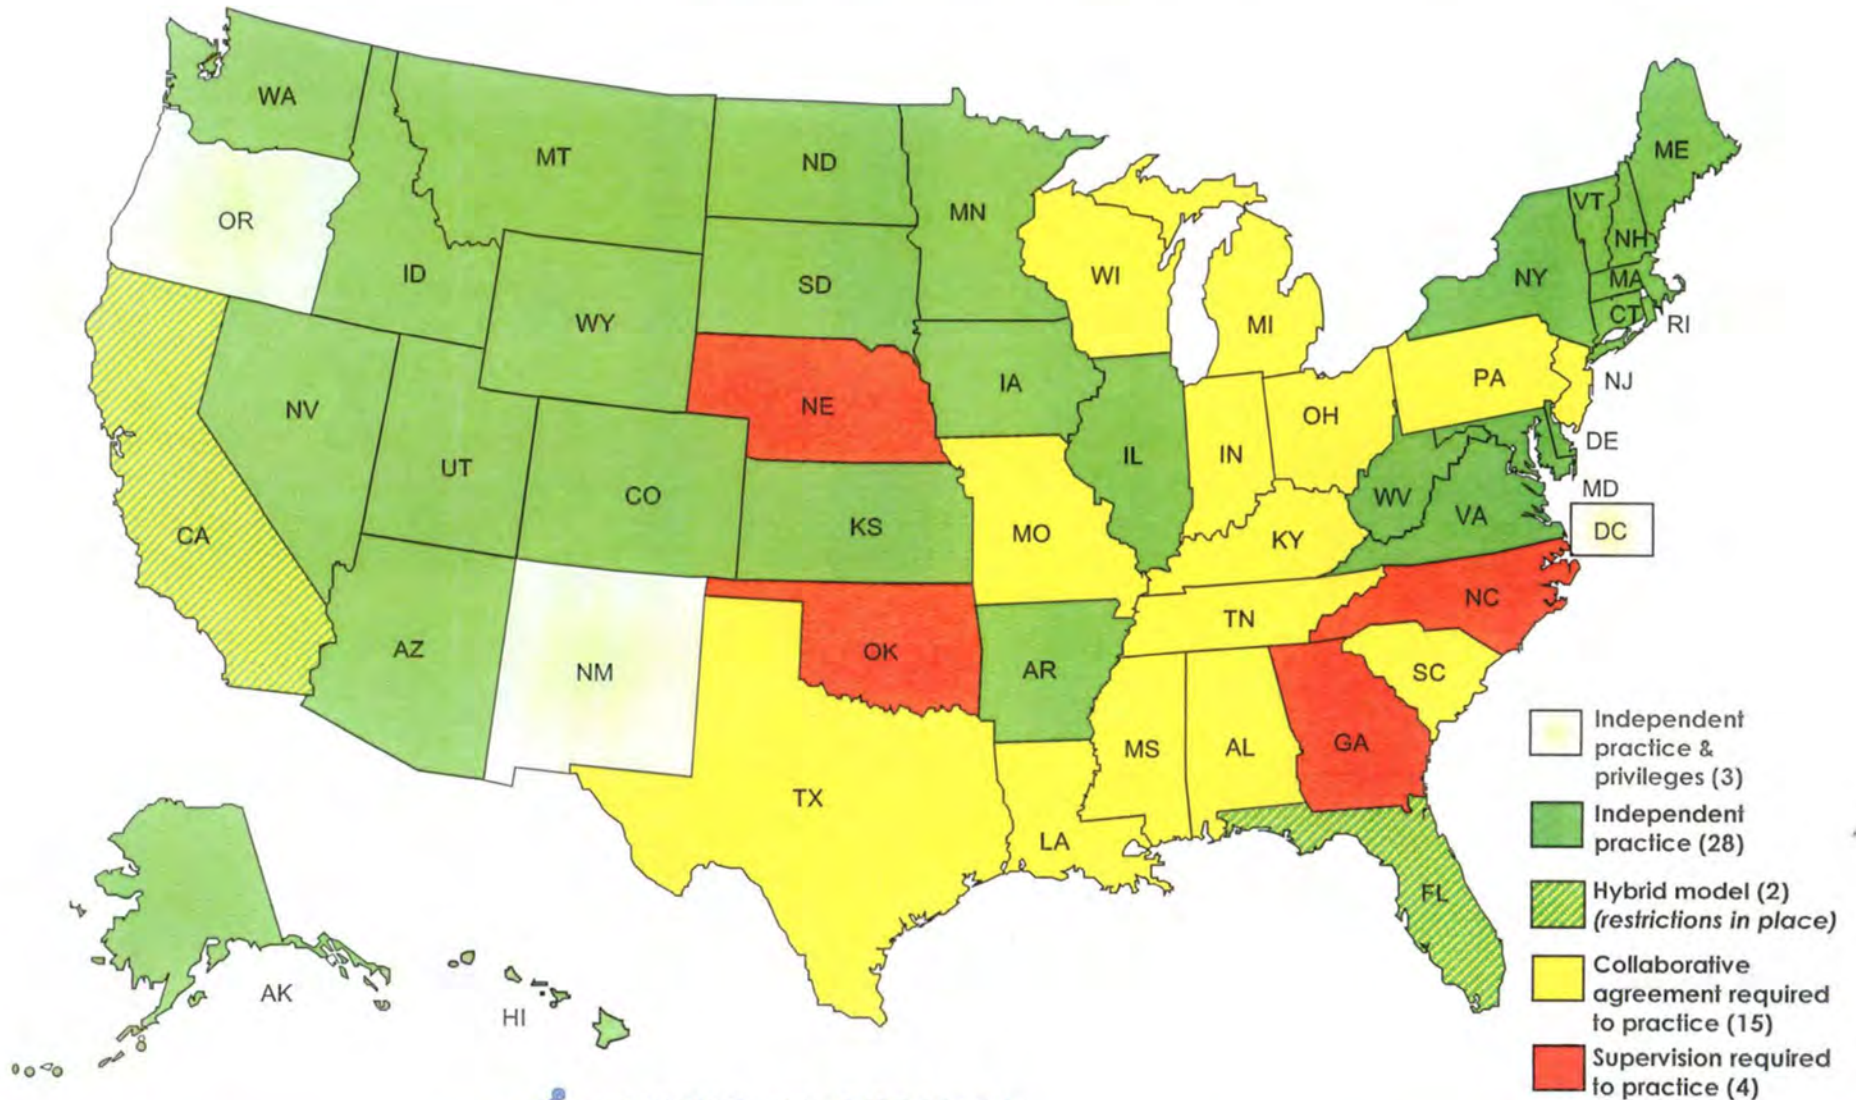 WA
MT
ND
MN
ME
VT
NH
OR
ID
SD
WI
MI
NY
MA
CT
RI
WY
NE
IA
PA
NJ
NV
UT
CO
KS
MO
IL
IN
OH
DE
WV
MD
VA
DC
CA
KY
AZ
NM
OK
AR
TN
NC
SC
TX
LA
MS
AL
GA
FL
AK
HI
Independent
practice &
privileges (3)
Independent
practice (28)
Hybrid model (2)
(restrictions in place)
Collaborative
agreement required
to practice (15)
Supervision required
to practice (4)